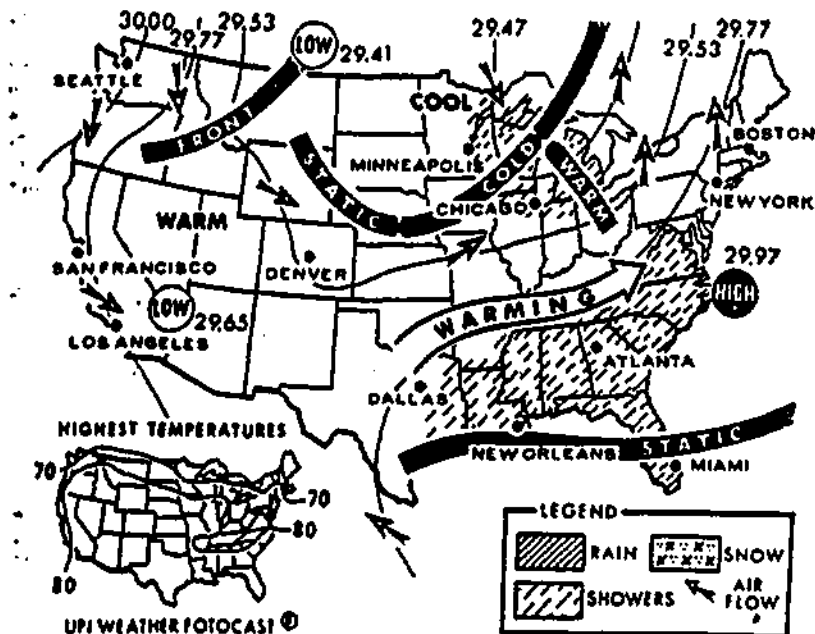 3000
29.77
29.53
LOW
29.41
29.47
29.53
29.77
SEATTLE
COOL
FRONT
MINNEAPOLIS
COLD
BOSTON
STATIC
WARM
CHICAGO
NEW YORK
WARM
SAN FRANCISCO
DENVER
29.97
HIGH
LOW
29.65
WARMING
LOS ANGELES
ATLANTA
DALLAS
HIGHEST TEMPERATURES
NEW ORLEANS
STATIC
MIAMI
70
70
80
80
LEGEND
RAIN
SNOW
SHOWERS
AIR
FLOW
UPI WEATHER FOTOCAST